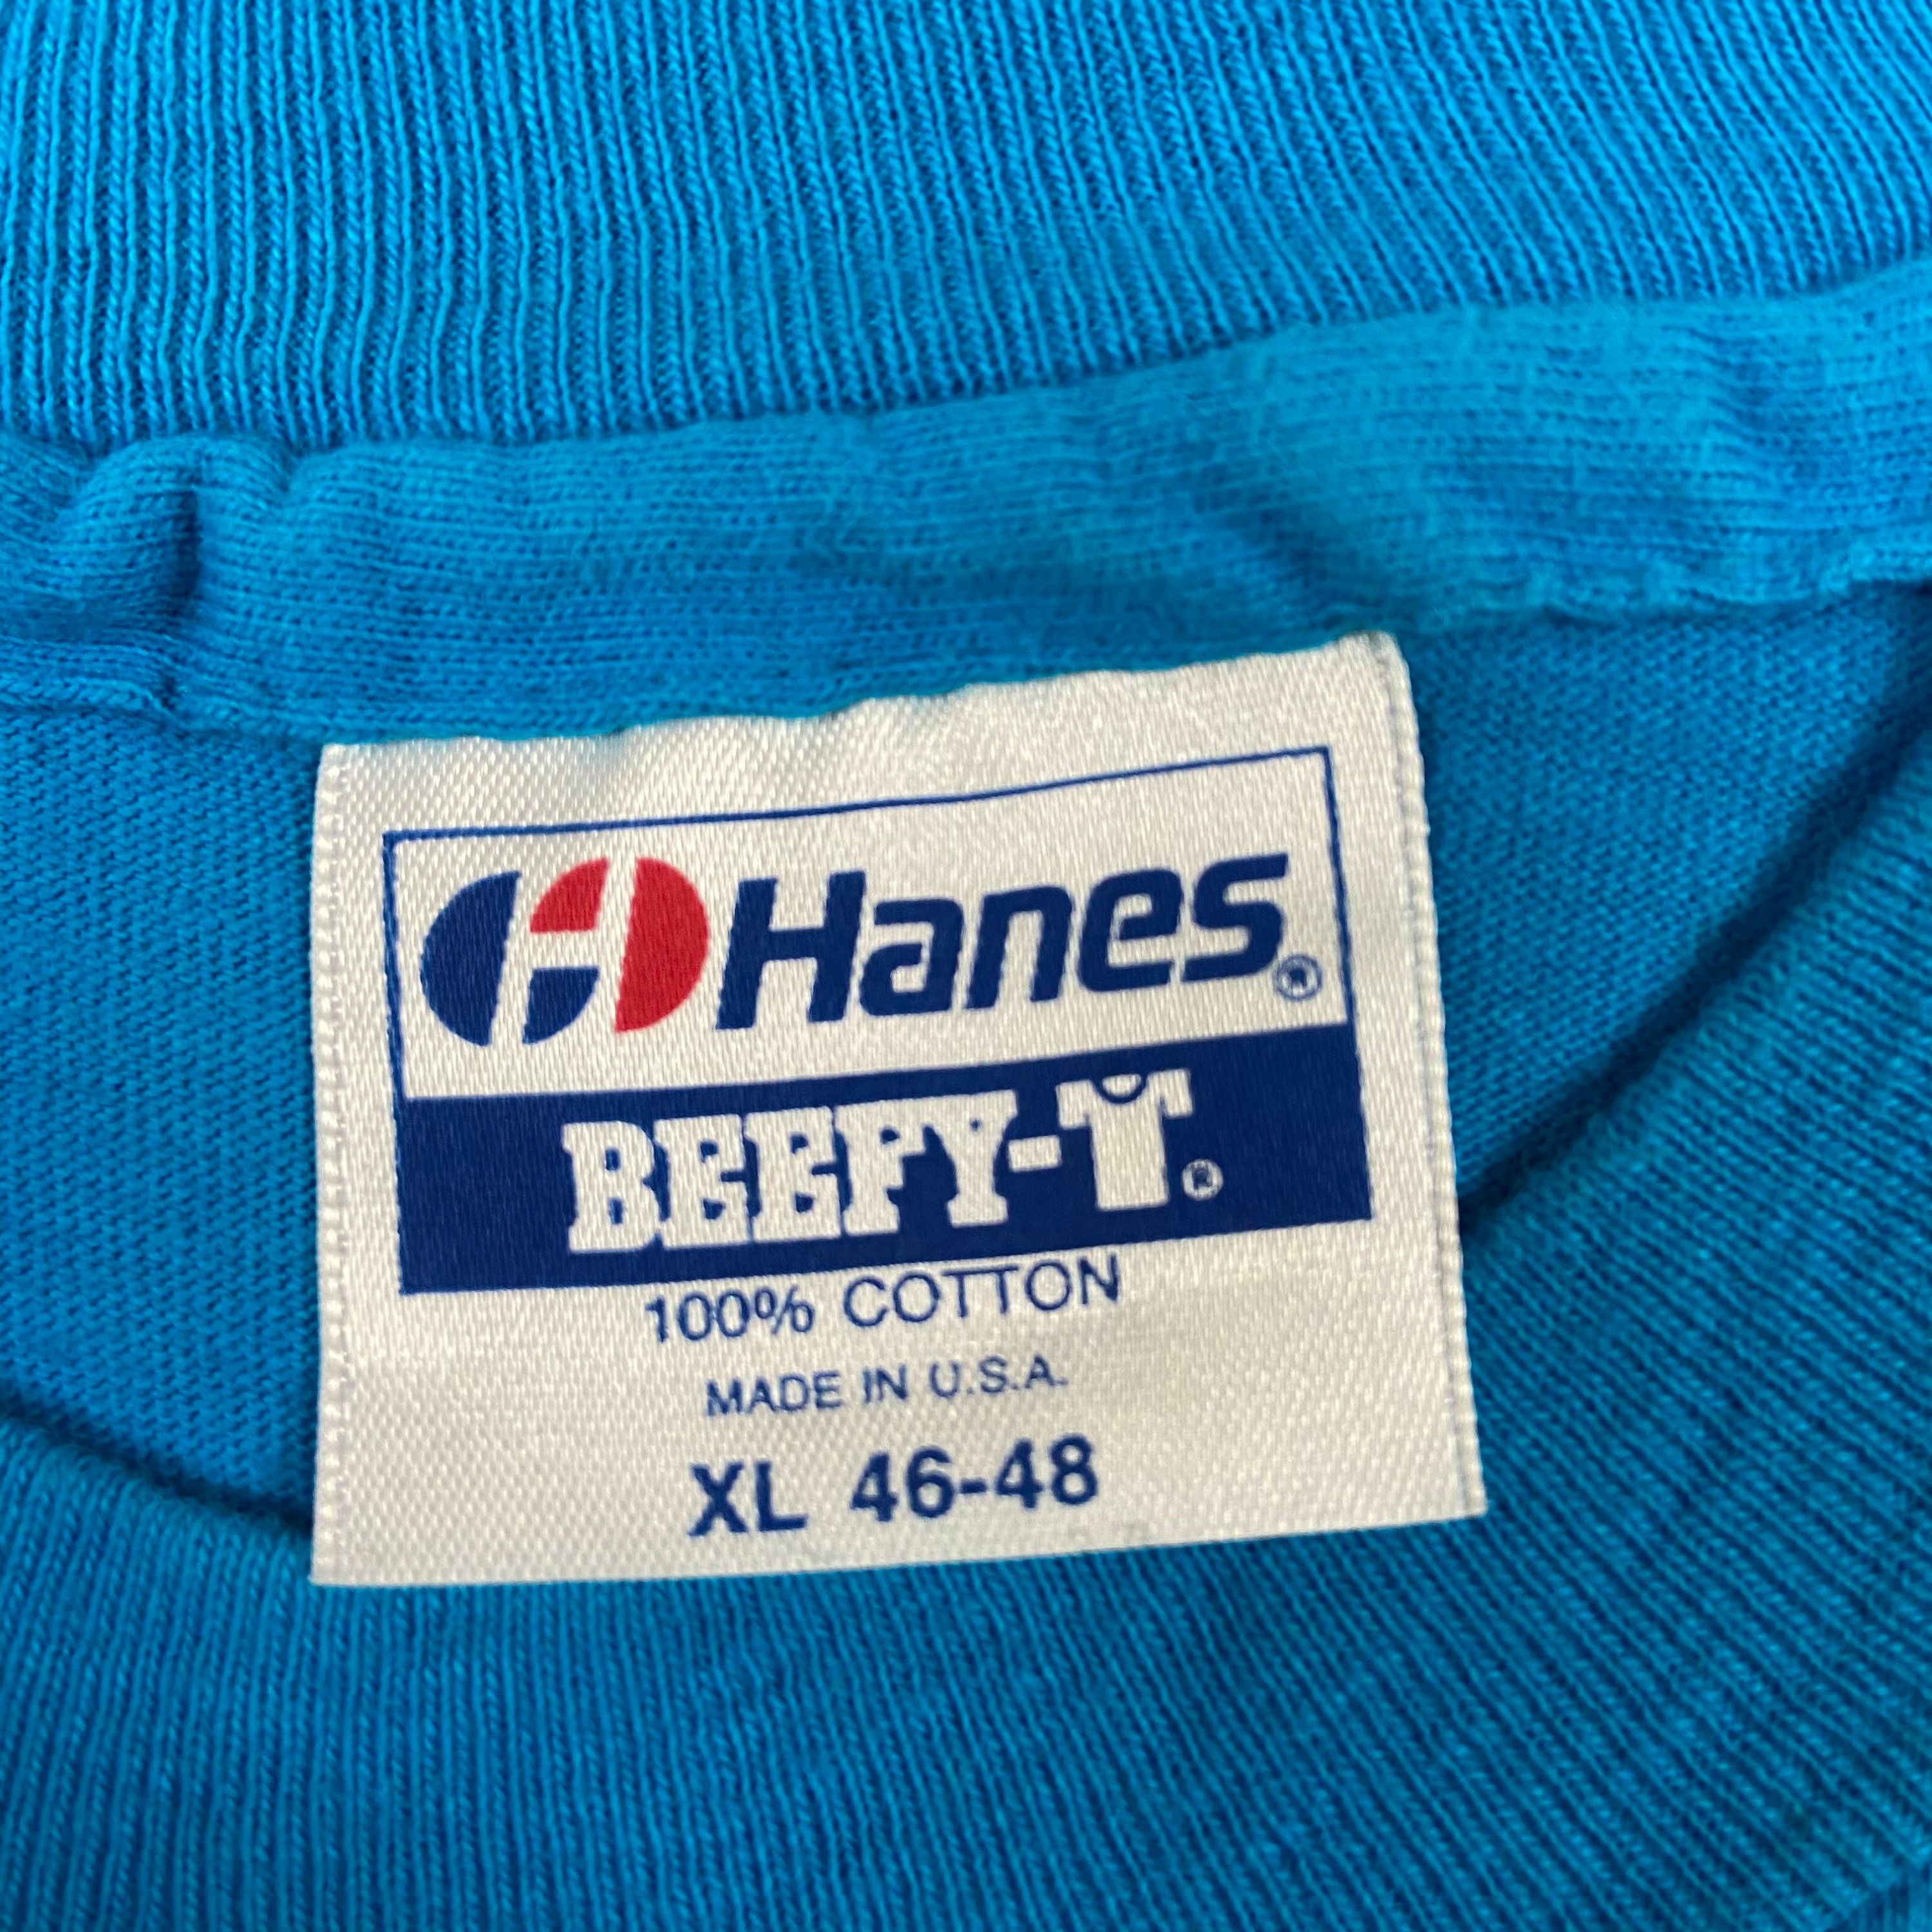 Hanes®
BEEFY-T®
100% COTTON
MADE IN U.S.A.
XL 46-48